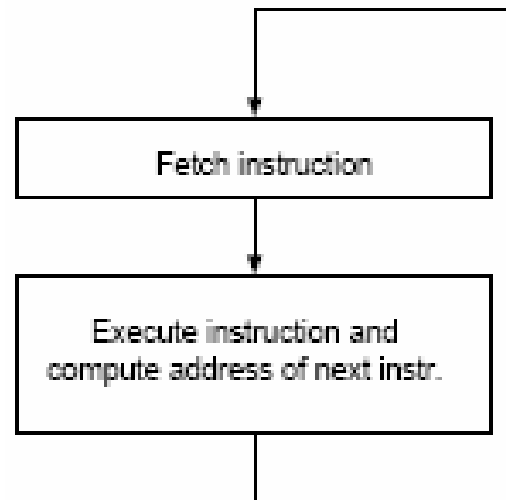 Fetch instruction
Execute instruction and
compute address of next instr.